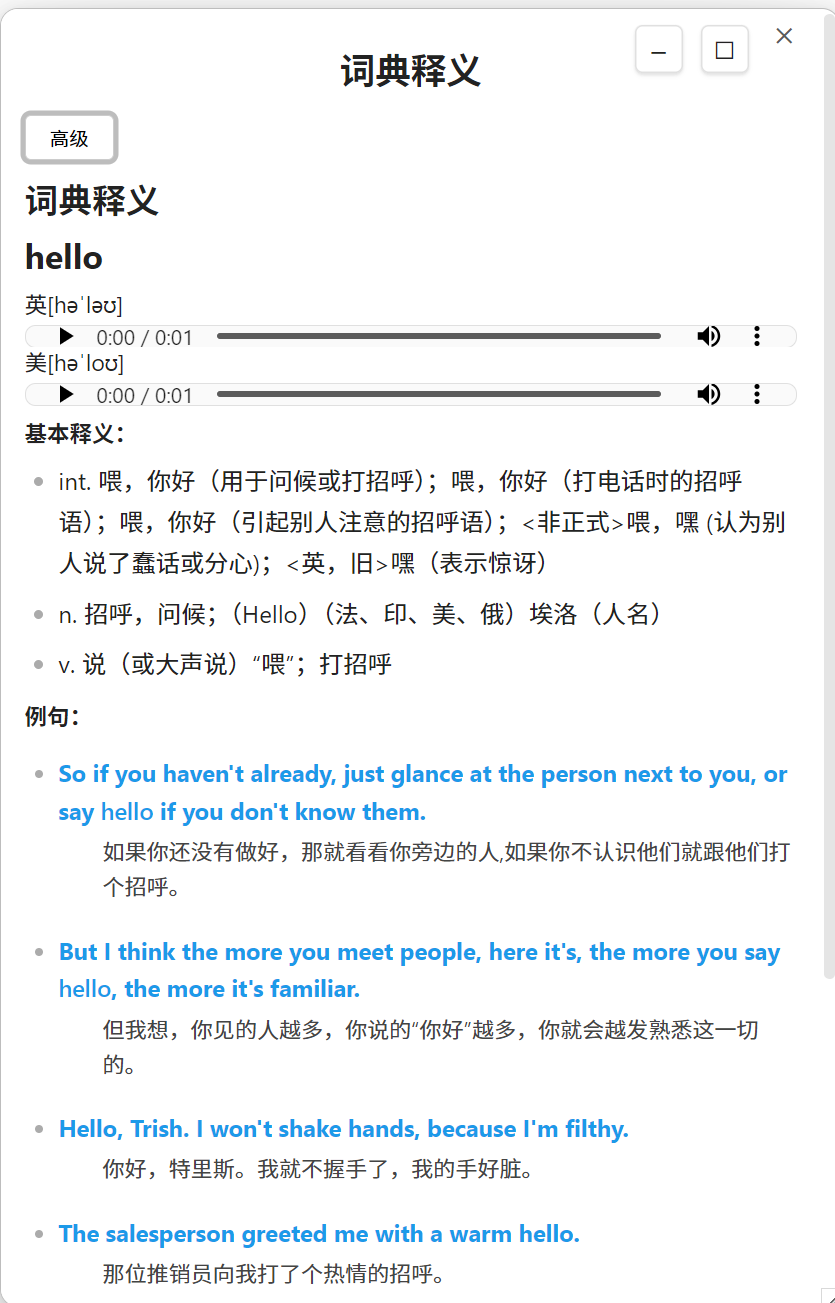 词典释义
高级
词典释义
hello
英[həˈləʊ]
0:00 / 0:01
美[həˈloʊ]
0:00 / 0:01
基本释义：
int. 喂，你好（用于问候或打招呼）；喂，你好（打电话时的招呼
语）；喂，你好（引起别人注意的招呼语）；<非正式>喂，嘿 (认为别
人说了蠢话或分心)；<英，旧>嘿（表示惊讶）
n. 招呼，问候；（Hello）（法、印、美、俄）埃洛（人名）
v. 说（或大声说）“喂”；打招呼
例句：
So if you haven't already, just glance at the person next to you, or
say hello if you don't know them.
如果你还没有做好，那就看看你旁边的人,如果你不认识他们就跟他们打
个招呼。
But I think the more you meet people, here it's, the more you say
hello, the more it's familiar.
但我想，你见的人越多，你说的“你好”越多，你就会越发熟悉这一切
的。
Hello, Trish. I won't shake hands, because I'm filthy.
你好，特里斯。我就不握手了，我的手好脏。
The salesperson greeted me with a warm hello.
那位推销员向我打了个热情的招呼。